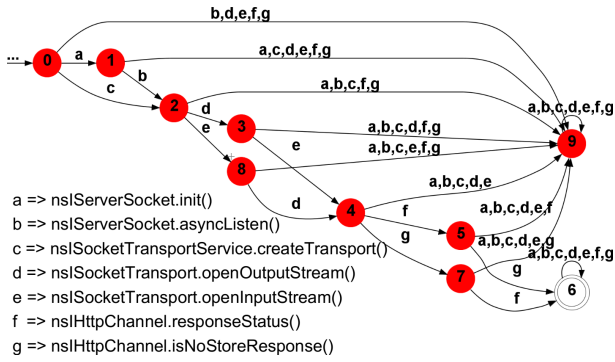 b,d,e,f,g
...
0
a
1
a,c,d,e,f,g
b
c
2
a,b,c,f,g
d
e
3
a,b,c,d,f,g
a,b,c,d,e,f,g
9
8
a,b,c,e,f,g
e
d
4
a,b,c,d,e
f
5
a,b,c,d,e,f
g
a,b,c,d,e,g
7
g
f
a,b,c,d,e,f,g
6
a => nsIServerSocket.init()
b => nsIServerSocket.asyncListen()
c => nsISocketTransportService.createTransport()
d => nsISocketTransport.openOutputStream()
e => nsISocketTransport.openInputStream()
f => nsIHttpChannel.responseStatus()
g => nsIHttpChannel.isNoStoreResponse()